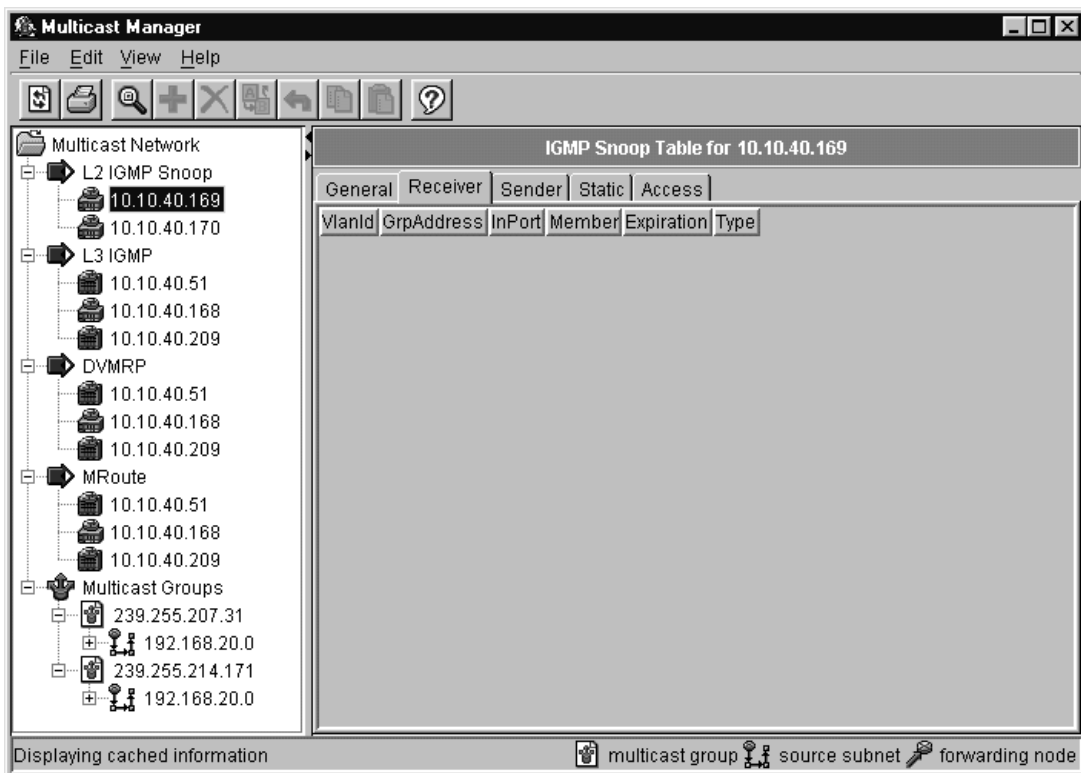 Multicast Manager
File Edit View Help
Multicast Network
L2 IGMP Snoop
10.10.40.169
10.10.40.170
L3 IGMP
10.10.40.51
10.10.40.168
10.10.40.209
DVMRP
10.10.40.51
10.10.40.168
10.10.40.209
MRoute
10.10.40.51
10.10.40.168
10.10.40.209
Multicast Groups
239.255.207.31
192.168.20.0
239.255.214.171
192.168.20.0
IGMP Snoop Table for 10.10.40.169
General Receiver Sender Static Access
VlanId GrpAddress InPort Member Expiration Type
Displaying cached information
multicast group source subnet forwarding node